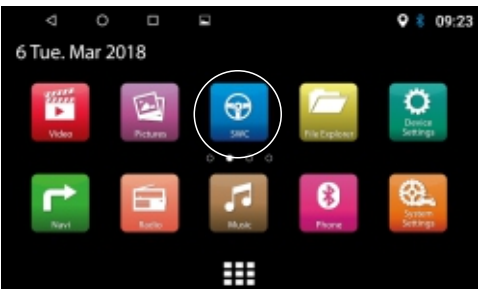 09:23
6 Tue. Mar 2018
Video
Pictures
SWC
File Explorer
Device
Settings
Navi
Radio
Music
Phone
System
Settings